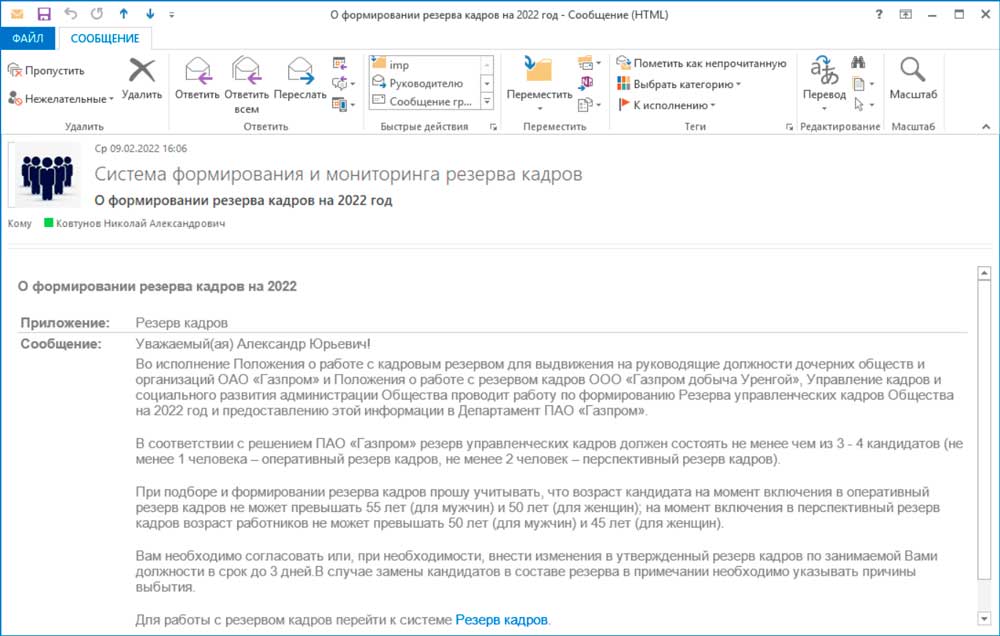 О формировании резерва кадров на 2022 год - Сообщение (HTML)
ФАЙЛ
СООБЩЕНИЕ
Пропустить
Нежелательные
Удалить
Удалить
Ответить
Ответить всем
Переслать
Ответить
imp
Руководителю
Сообщение гр...
Быстрые действия
Переместить
Переместить
Пометить как непрочитанную
Выбрать категорию
К исполнению
Теги
Перевод
Редактирование
Масштаб
Масштаб
Ср 09.02.2022 16:06
Система формирования и мониторинга резерва кадров
О формировании резерва кадров на 2022 год
Кому Ковтунов Николай Александрович
О формировании резерва кадров на 2022
Приложение: Резерв кадров
Сообщение: Уважаемый(ая) Александр Юрьевич!
Во исполнение Положения о работе с кадровым резервом для выдвижения на руководящие должности дочерних обществ и
организаций ОАО «Газпром» и Положения о работе с резервом кадров ООО «Газпром добыча Уренгой», Управление кадров и
социального развития администрации Общества проводит работу по формированию Резерва управленческих кадров Общества
на 2022 год и предоставлению этой информации в Департамент ПАО «Газпром».
В соответствии с решением ПАО «Газпром» резерв управленческих кадров должен состоять не менее чем из 3 - 4 кандидатов (не
менее 1 человека – оперативный резерв кадров, не менее 2 человек – перспективный резерв кадров).
При подборе и формировании резерва кадров прошу учитывать, что возраст кандидата на момент включения в оперативный
резерв кадров не может превышать 55 лет (для мужчин) и 50 лет (для женщин); на момент включения в перспективный резерв
кадров возраст работников не может превышать 50 лет (для мужчин) и 45 лет (для женщин).
Вам необходимо согласовать или, при необходимости, внести изменения в утвержденный резерв кадров по занимаемой Вами
должности в срок до 3 дней.В случае замены кандидатов в составе резерва в примечании необходимо указывать причины
выбытия.
Для работы с резервом кадров перейти к системе Резерв кадров.